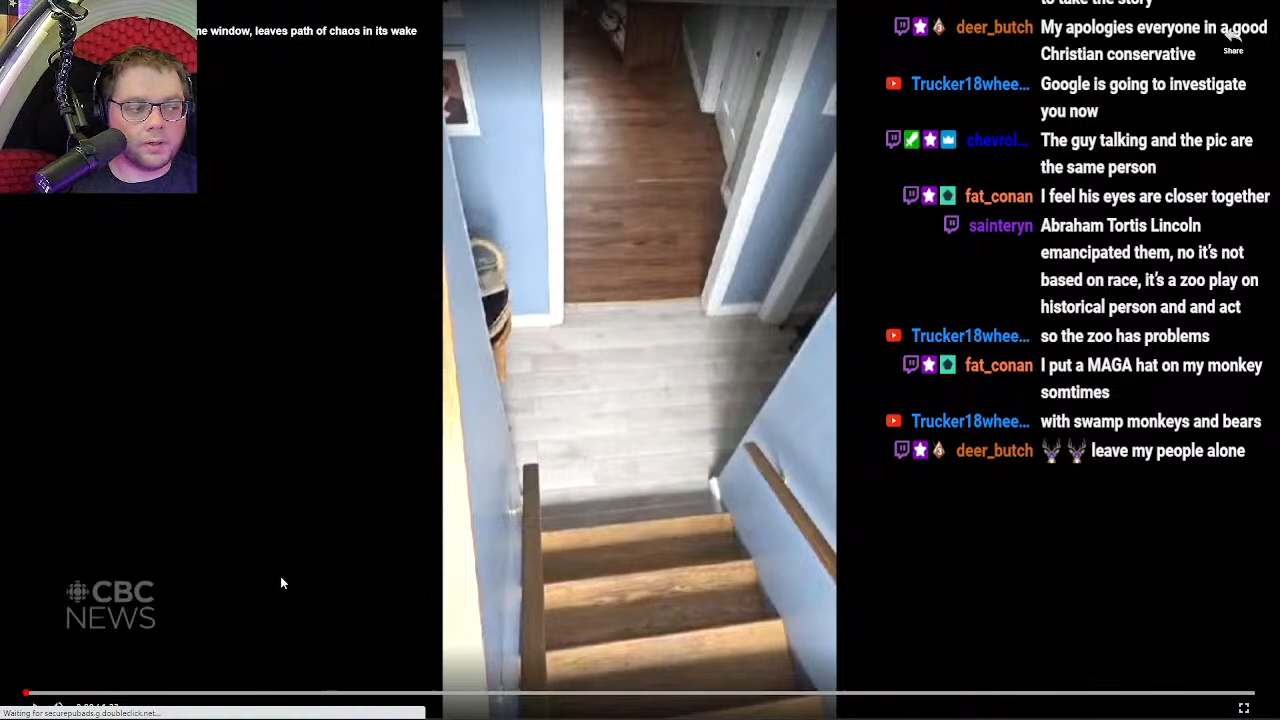 ne window, leaves path of chaos in its wake
to take the story
deer_butch My apologies everyone in a good
Christian conservative
Share
Trucker18whee... Google is going to investigate
you now
chevrol... The guy talking and the pic are
the same person
fat_conan I feel his eyes are closer together
sainteryn Abraham Tortis Lincoln
emancipated them, no it's not
based on race, it's a zoo play on
historical person and and act
Trucker18whee... so the zoo has problems
fat_conan I put a MAGA hat on my monkey
somtimes
Trucker18whee... with swamp monkeys and bears
deer_butch leave my people alone
CBC
NEWS
Waiting for securepubads.g.doubleclick.net...